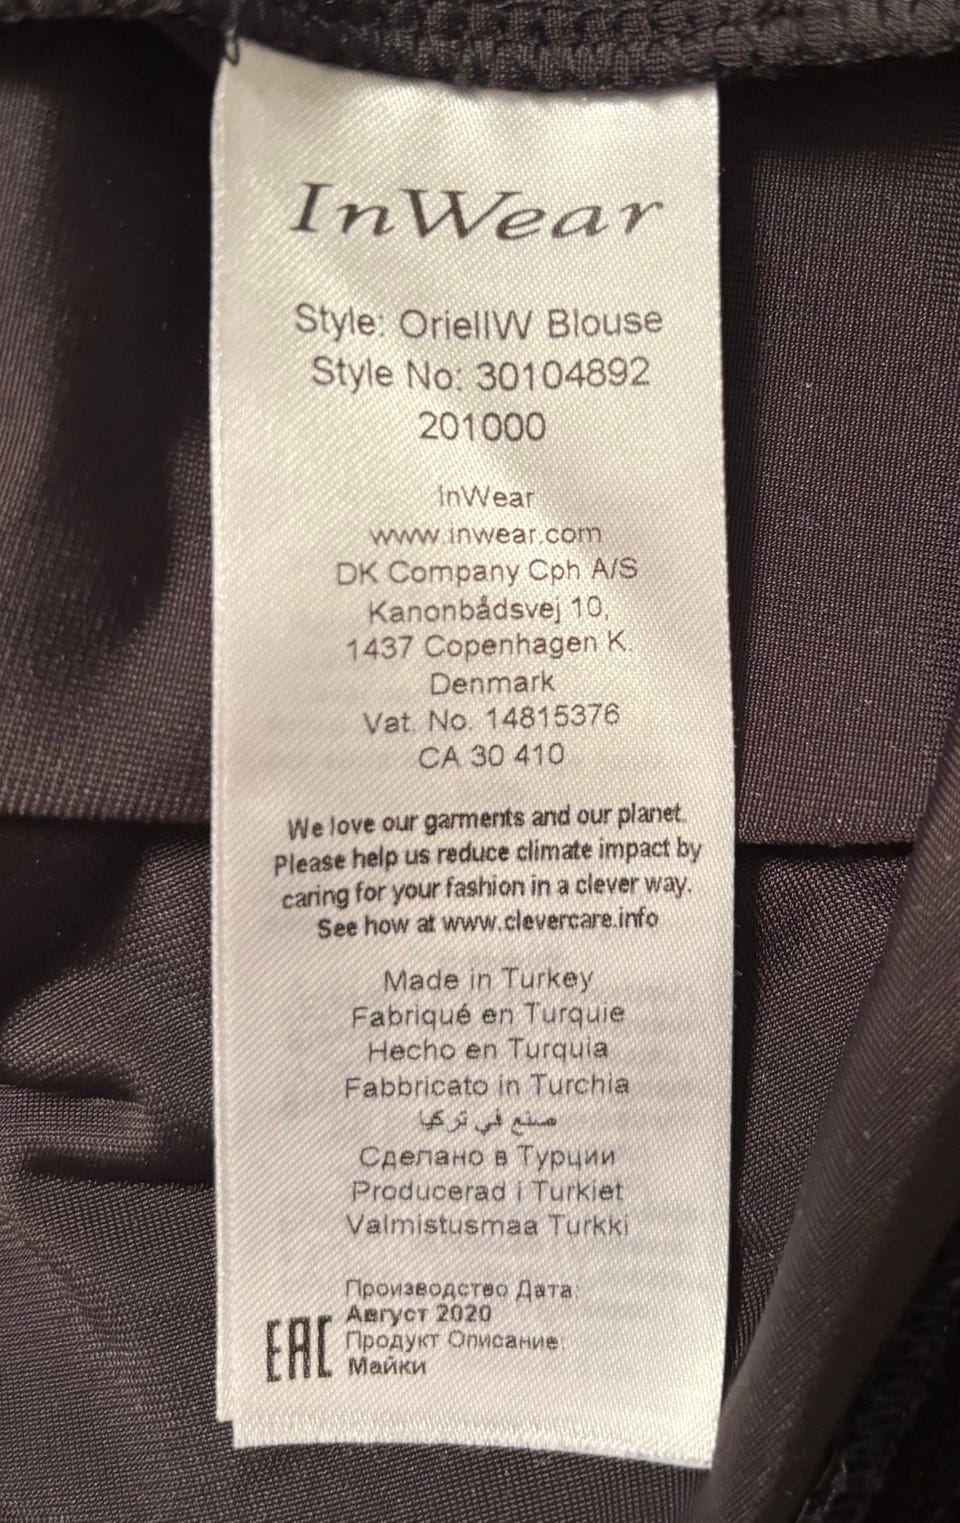 InWear
Style: OrielIW Blouse
Style No: 30104892
201000
InWear
www.inwear.com
DK Company Cph A/S
Kanonbådsvej 10,
1437 Copenhagen K.
Denmark
Vat. No. 14815376
CA 30 410
We love our garments and our planet.
Please help us reduce climate impact by
caring for your fashion in a clever way.
See how at www.clevercare.info
Made in Turkey
Fabriqué en Turquie
Hecho en Turquia
Fabbricato in Turchia
صنع في تركيا
Сделано в Турции
Producerad i Turkiet
Valmistusmaa Turkki
Производство Дата:
Август 2020
EAC
Продукт Описание:
Майки